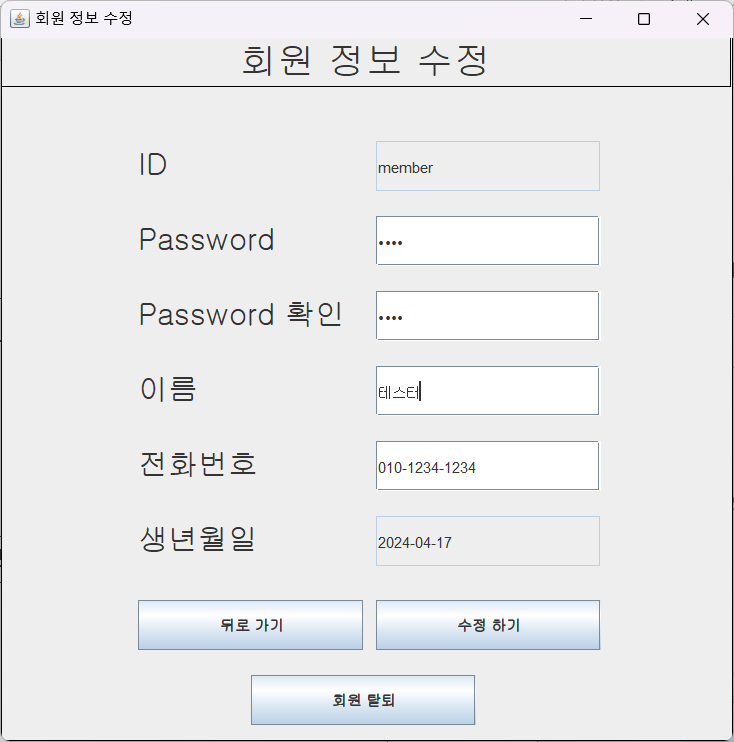 회원 정보 수정
회원 정보 수정
ID
member
Password
••••
Password 확인
••••
이름
테스터
전화번호
010-1234-1234
생년월일
2024-04-17
뒤로 가기
수정 하기
회원 탈퇴